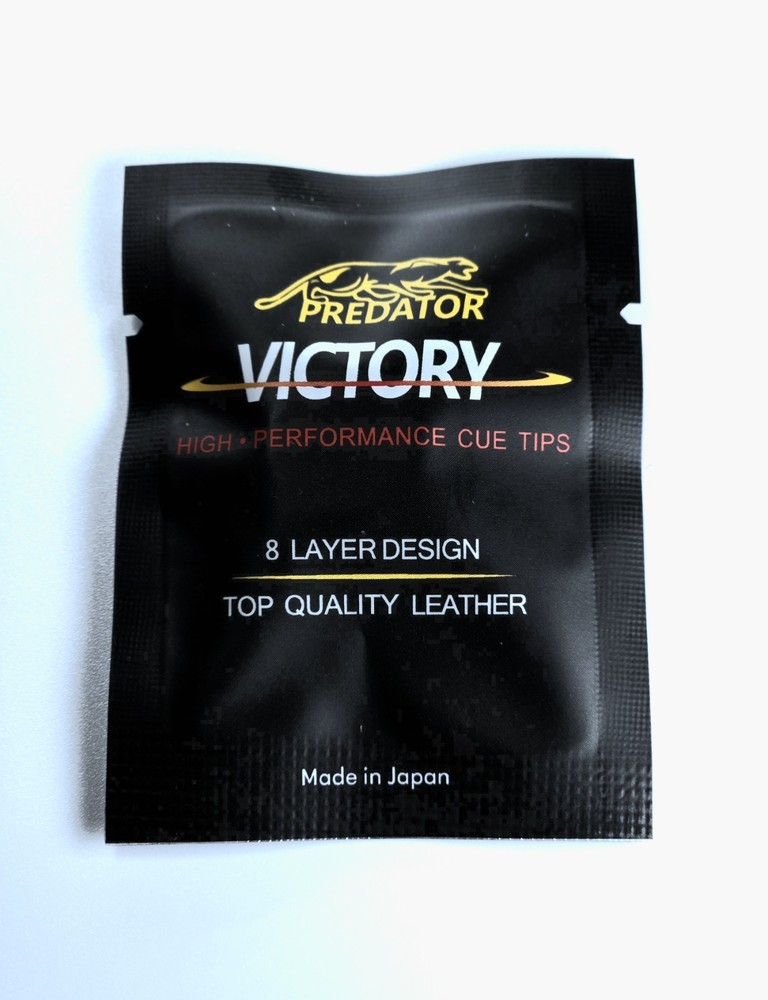 PREDATOR
VICTORY
HIGH•PERFORMANCE CUE TIPS
8 LAYER DESIGN
TOP QUALITY LEATHER
Made in Japan